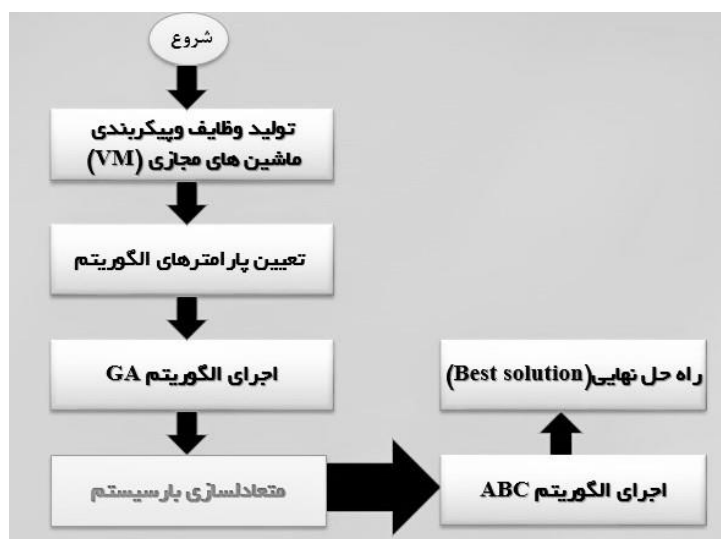 شروع
تولید وظایف وپیکربندی
ماشین های مجازی (VM)
تعیین پارامترهای الگوریتم
اجرای الگوریتم GA
متعادلسازی بارسیستم
اجرای الگوریتم ABC
راه حل نهایی(Best solution)